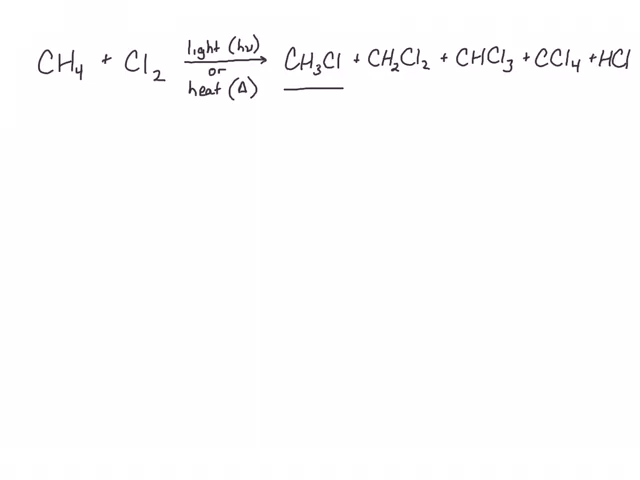 CH₄ + Cl₂ light (hν) or heat (Δ) → CH₃Cl + CH₂Cl₂ + CHCl₃ + CCl₄ + HCl